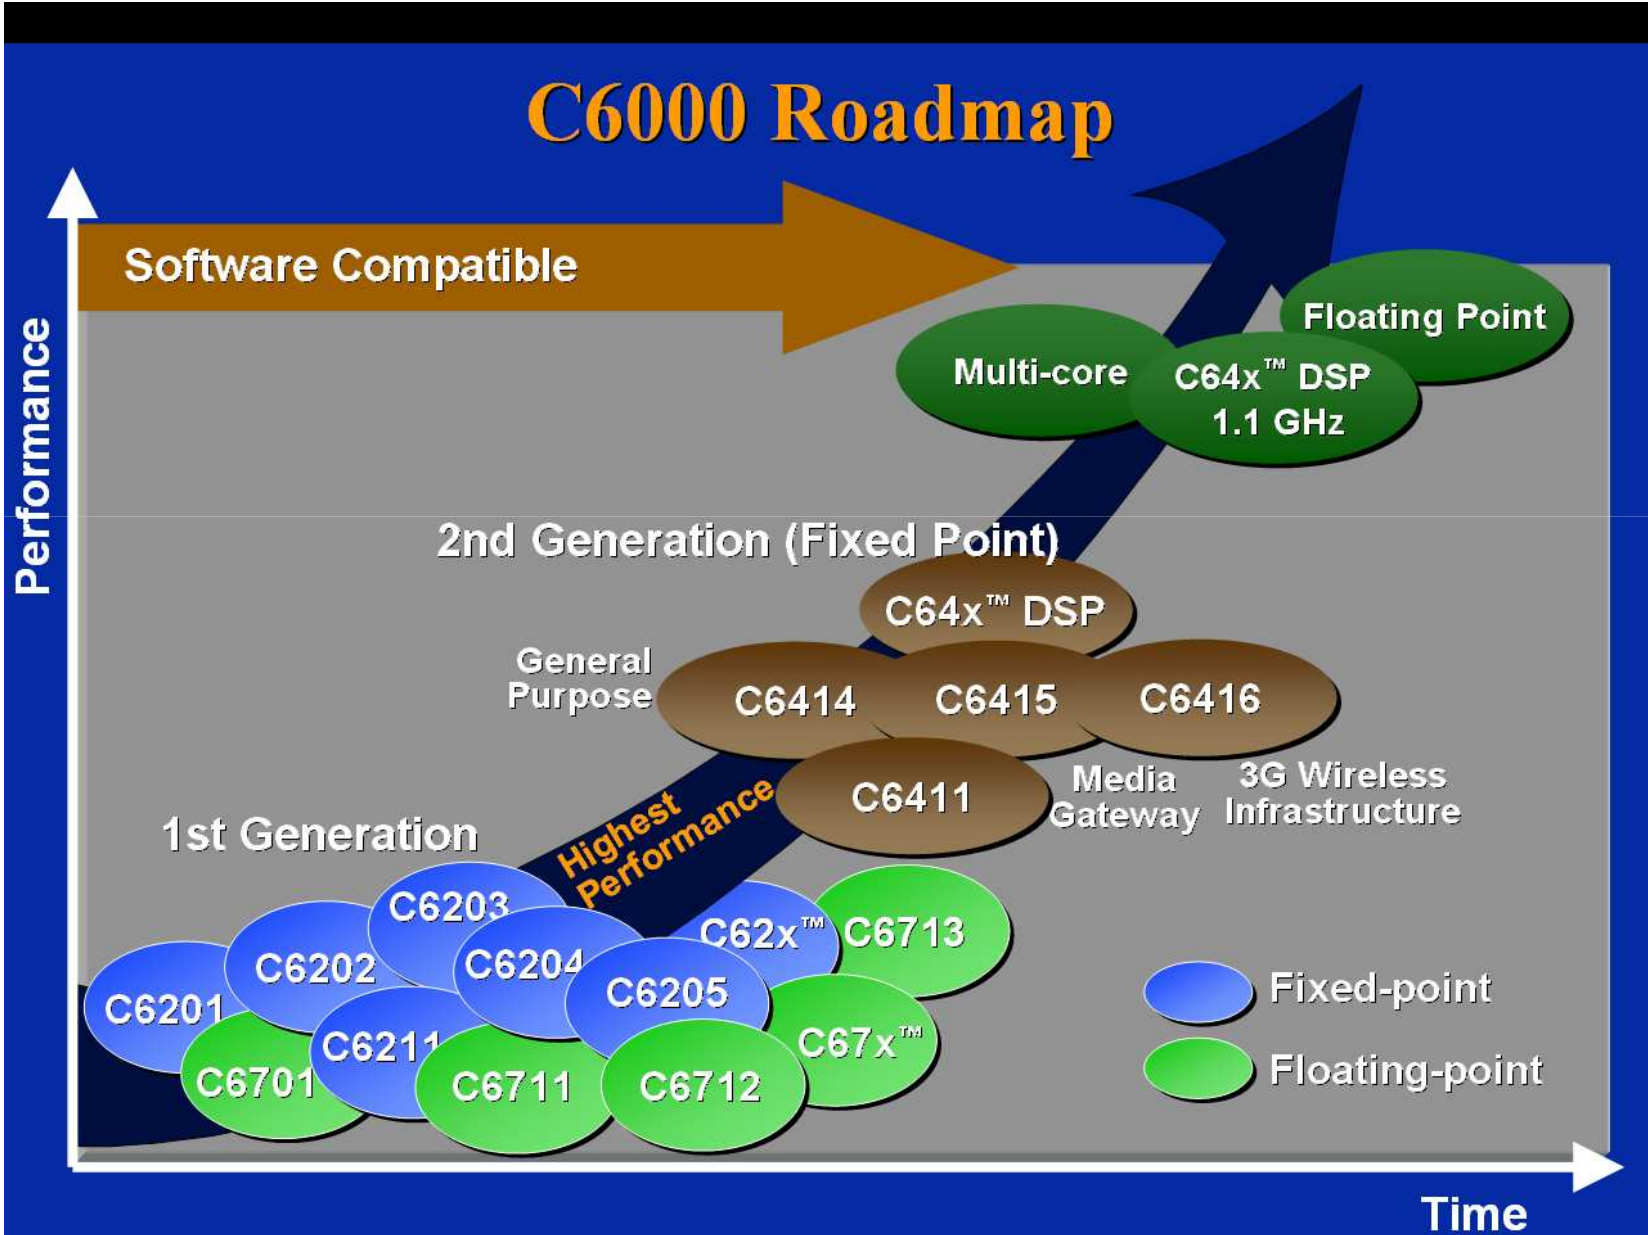 C6000 Roadmap
Software Compatible
Performance
Floating Point
Multi-core
C64x™ DSP
1.1 GHz
2nd Generation (Fixed Point)
C64x™ DSP
General
Purpose
C6414
C6415
C6416
C6411
Media
Gateway
3G Wireless
Infrastructure
Highest
Performance
1st Generation
C6203
C6202
C6201
C6204
C62x™
C6713
C6205
C6211
C6701
C6711
C6712
C67x™
Fixed-point
Floating-point
Time